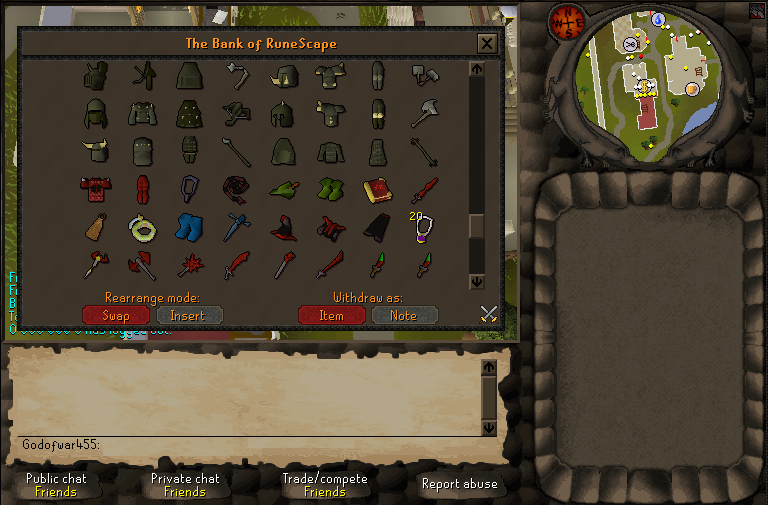 The Bank of RuneScape
20
Rearrange mode:
Withdraw as:
Swap
Insert
Item
Note
Godofwar455:
Public chat
Friends
Private chat
Friends
Trade/compete
Friends
Report abuse